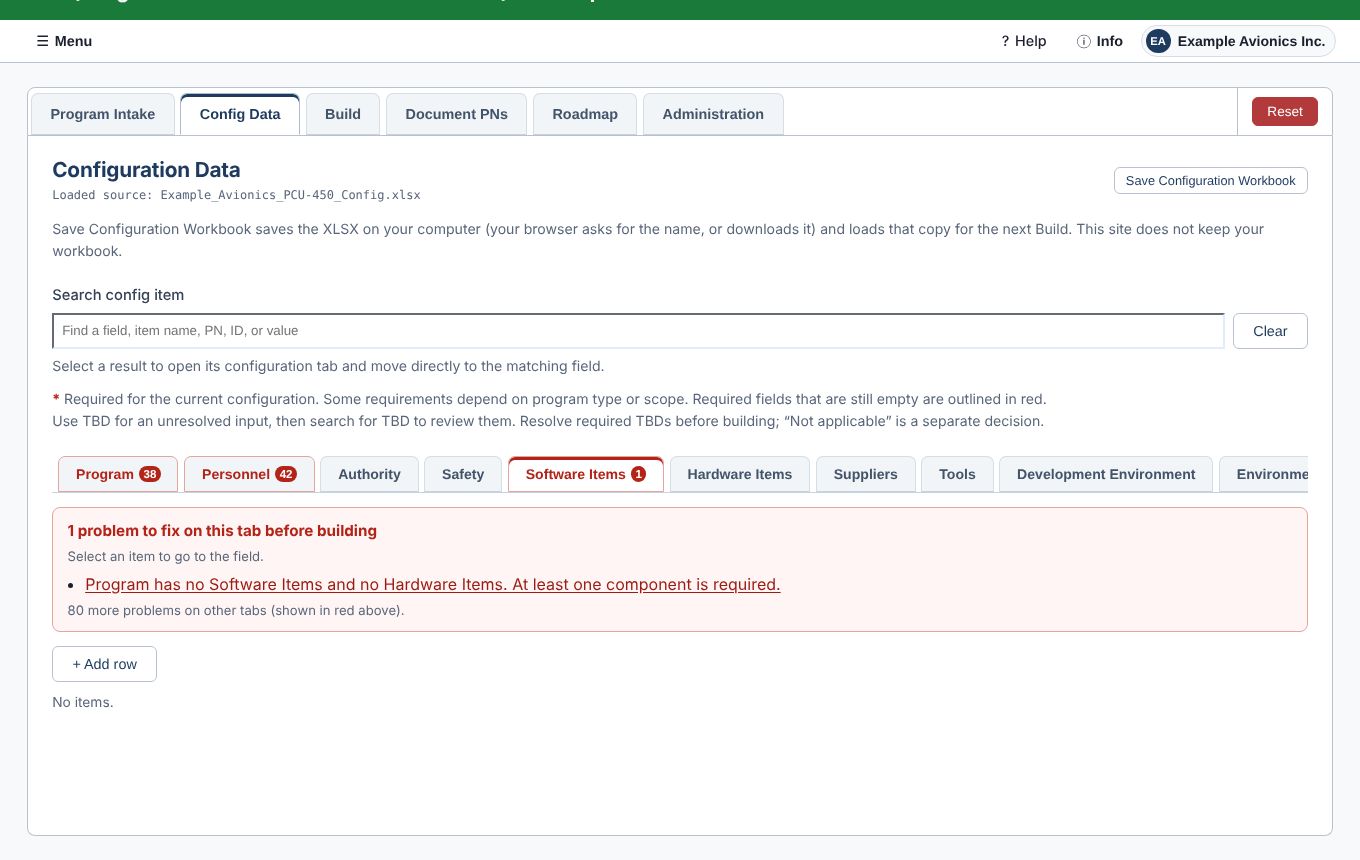 ☰ Menu
? Help
ⓘ Info
EA
Example Avionics Inc.
Program Intake
Config Data
Build
Document PNs
Roadmap
Administration
Reset
Configuration Data
Loaded source: Example_Avionics_PCU-450_Config.xlsx
Save Configuration Workbook
Save Configuration Workbook saves the XLSX on your computer (your browser asks for the name, or downloads it) and loads that copy for the next Build. This site does not keep your
workbook.
Search config item
Find a field, item name, PN, ID, or value
Clear
Select a result to open its configuration tab and move directly to the matching field.
* Required for the current configuration. Some requirements depend on program type or scope. Required fields that are still empty are outlined in red.
Use TBD for an unresolved input, then search for TBD to review them. Resolve required TBDs before building; “Not applicable” is a separate decision.
Program 38
Personnel 42
Authority
Safety
Software Items 1
Hardware Items
Suppliers
Tools
Development Environment
Environme
1 problem to fix on this tab before building
Select an item to go to the field.
• Program has no Software Items and no Hardware Items. At least one component is required.
80 more problems on other tabs (shown in red above).
+ Add row
No items.